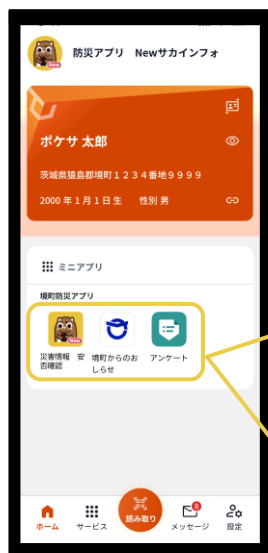 防災アプリ Newサカインフォ
ポケサ 太郎
茨城県猿島郡境町1234番地9999
2000年1月1日生 性別 男
ミニアプリ
境町防災アプリ
New
災害情報 安
否確認
境町からのお
しらせ
アンケート
ホーム
サービス
読み取り
メッセージ
設定